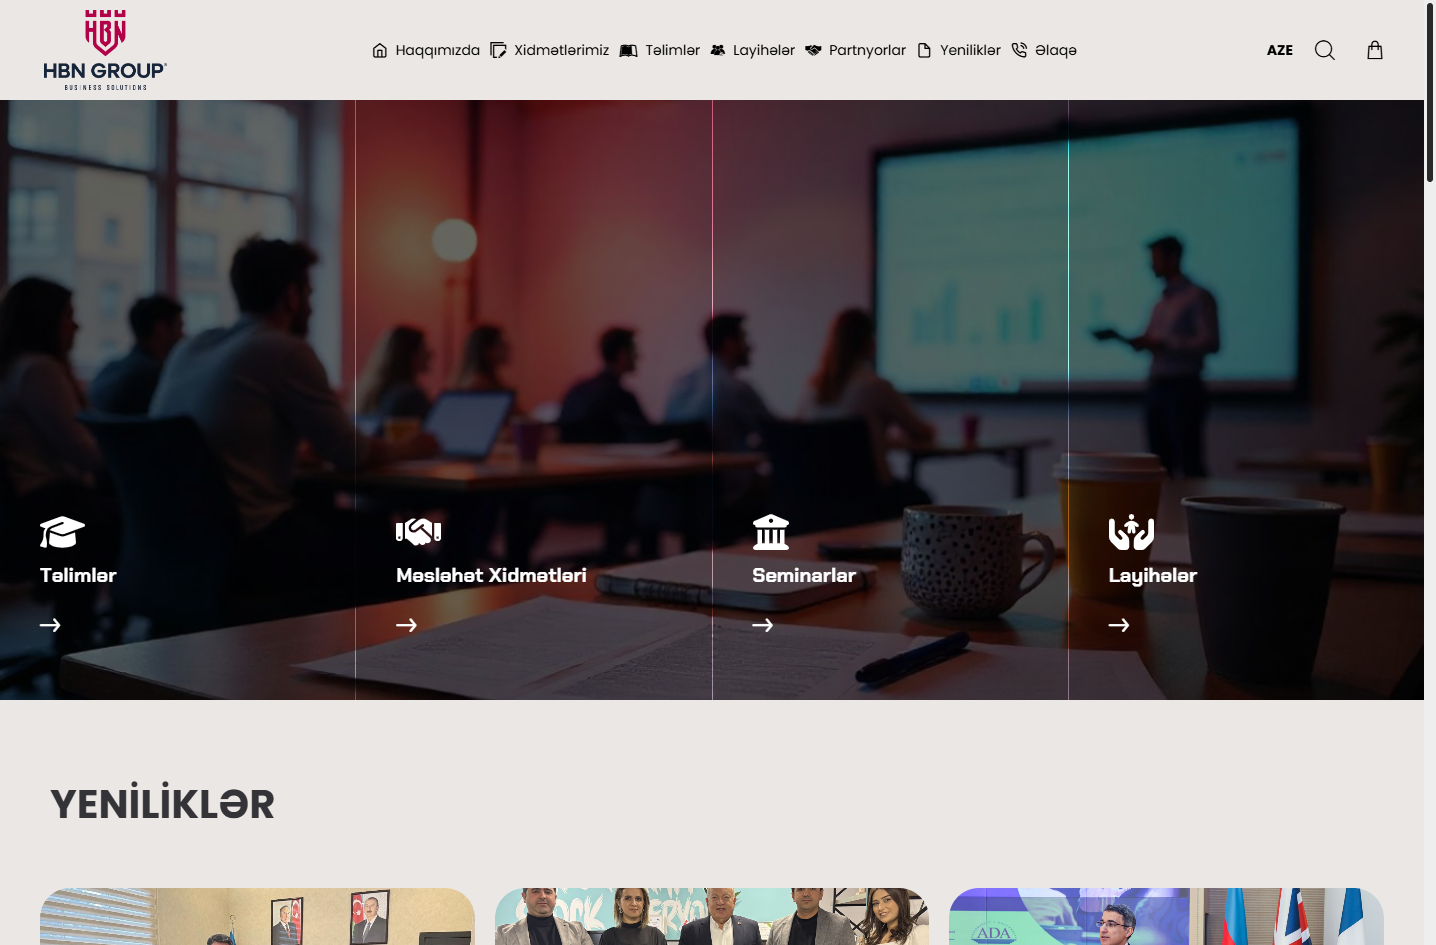 HBN
HBN GROUP
BUSINESS SOLUTIONS
Haqqımızda
Xidmətlərimiz
Təlimlər
Layihələr
Partnyorlar
Yeniliklər
Əlaqə
AZE
Təlimlər
Məsləhət Xidmətləri
Seminarlar
Layihələr
YENİLİKLƏR
ADA